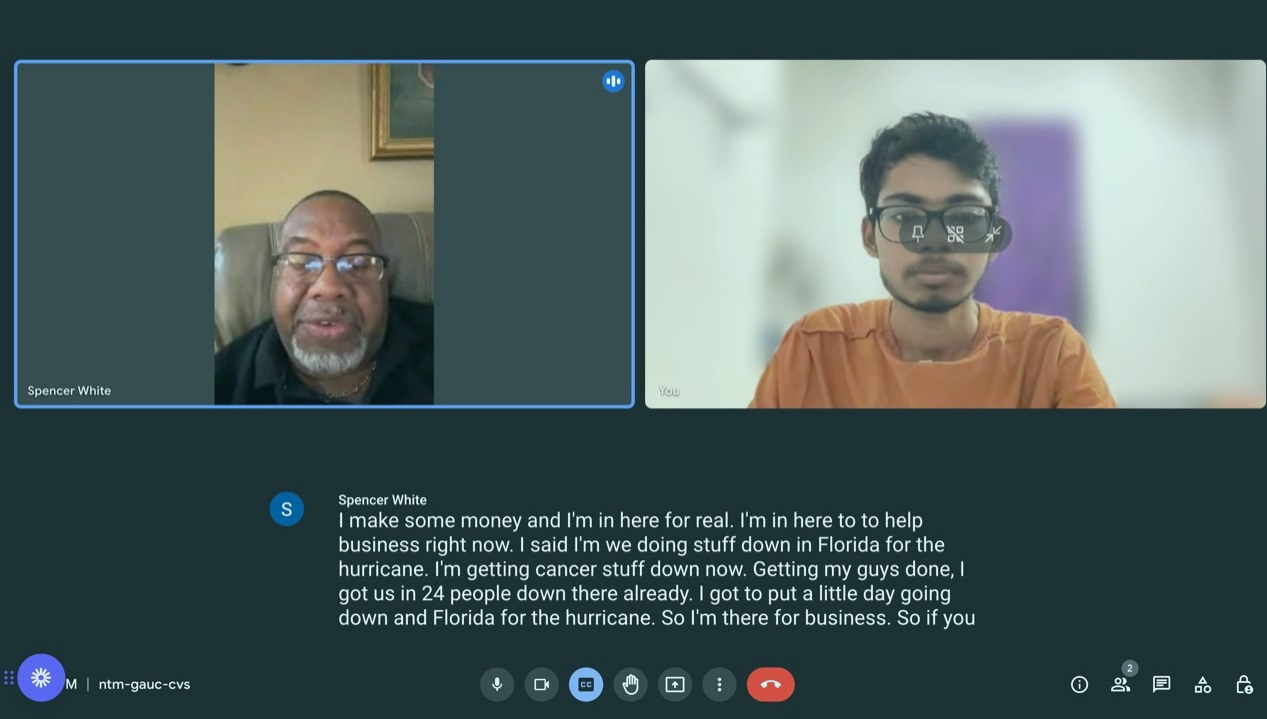 Spencer White
You
S
Spencer White
I make some money and I'm in here for real. I'm in here to to help
business right now. I said I'm we doing stuff down in Florida for the
hurricane. I'm getting cancer stuff down now. Getting my guys done, I
got us in 24 people down there already. I got to put a little day going
down and Florida for the hurricane. So I'm there for business. So if you
M | ntm-gauc-cvs
CC
2